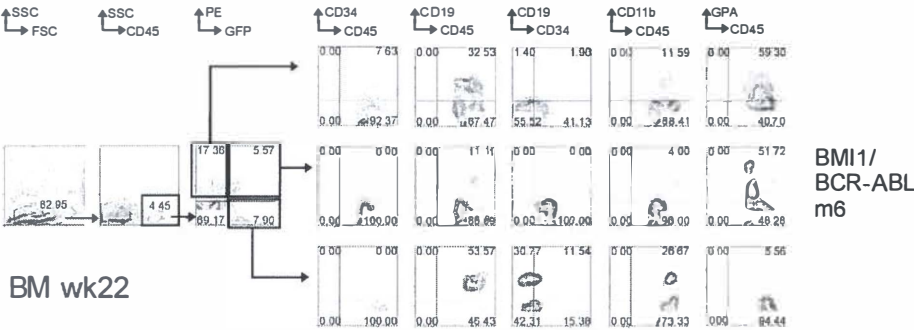 SSC SSC PE CD34 CD19 CD19 CD11b GPA
FSC CD45 GFP CD45 CD45 CD34 CD45 CD45
0.00 7.63 0.00 32.53 1.40 1.90 0.00 11.59 0.00 59.30
0.00 92.37 0.00 67.47 55.52 41.13 0.00 88.41 0.00 40.70
17.36 5.57 0.00 0.00 0.00 11.11 0.00 0.00 0.00 4.00 0.00 51.72
BMI1/
BCR-ABL
m6
82.95 4.45 69.17 7.90 0.00 100.00 0.00 0.00 100.00 0.00 96.00 0.00 48.28
0.00 0.00 0.00 53.57 30.77 11.54 0.00 26.67 0.00 5.56
BM wk22
0.00 100.00 0.00 46.43 42.31 15.38 0.00 73.33 000 94.44